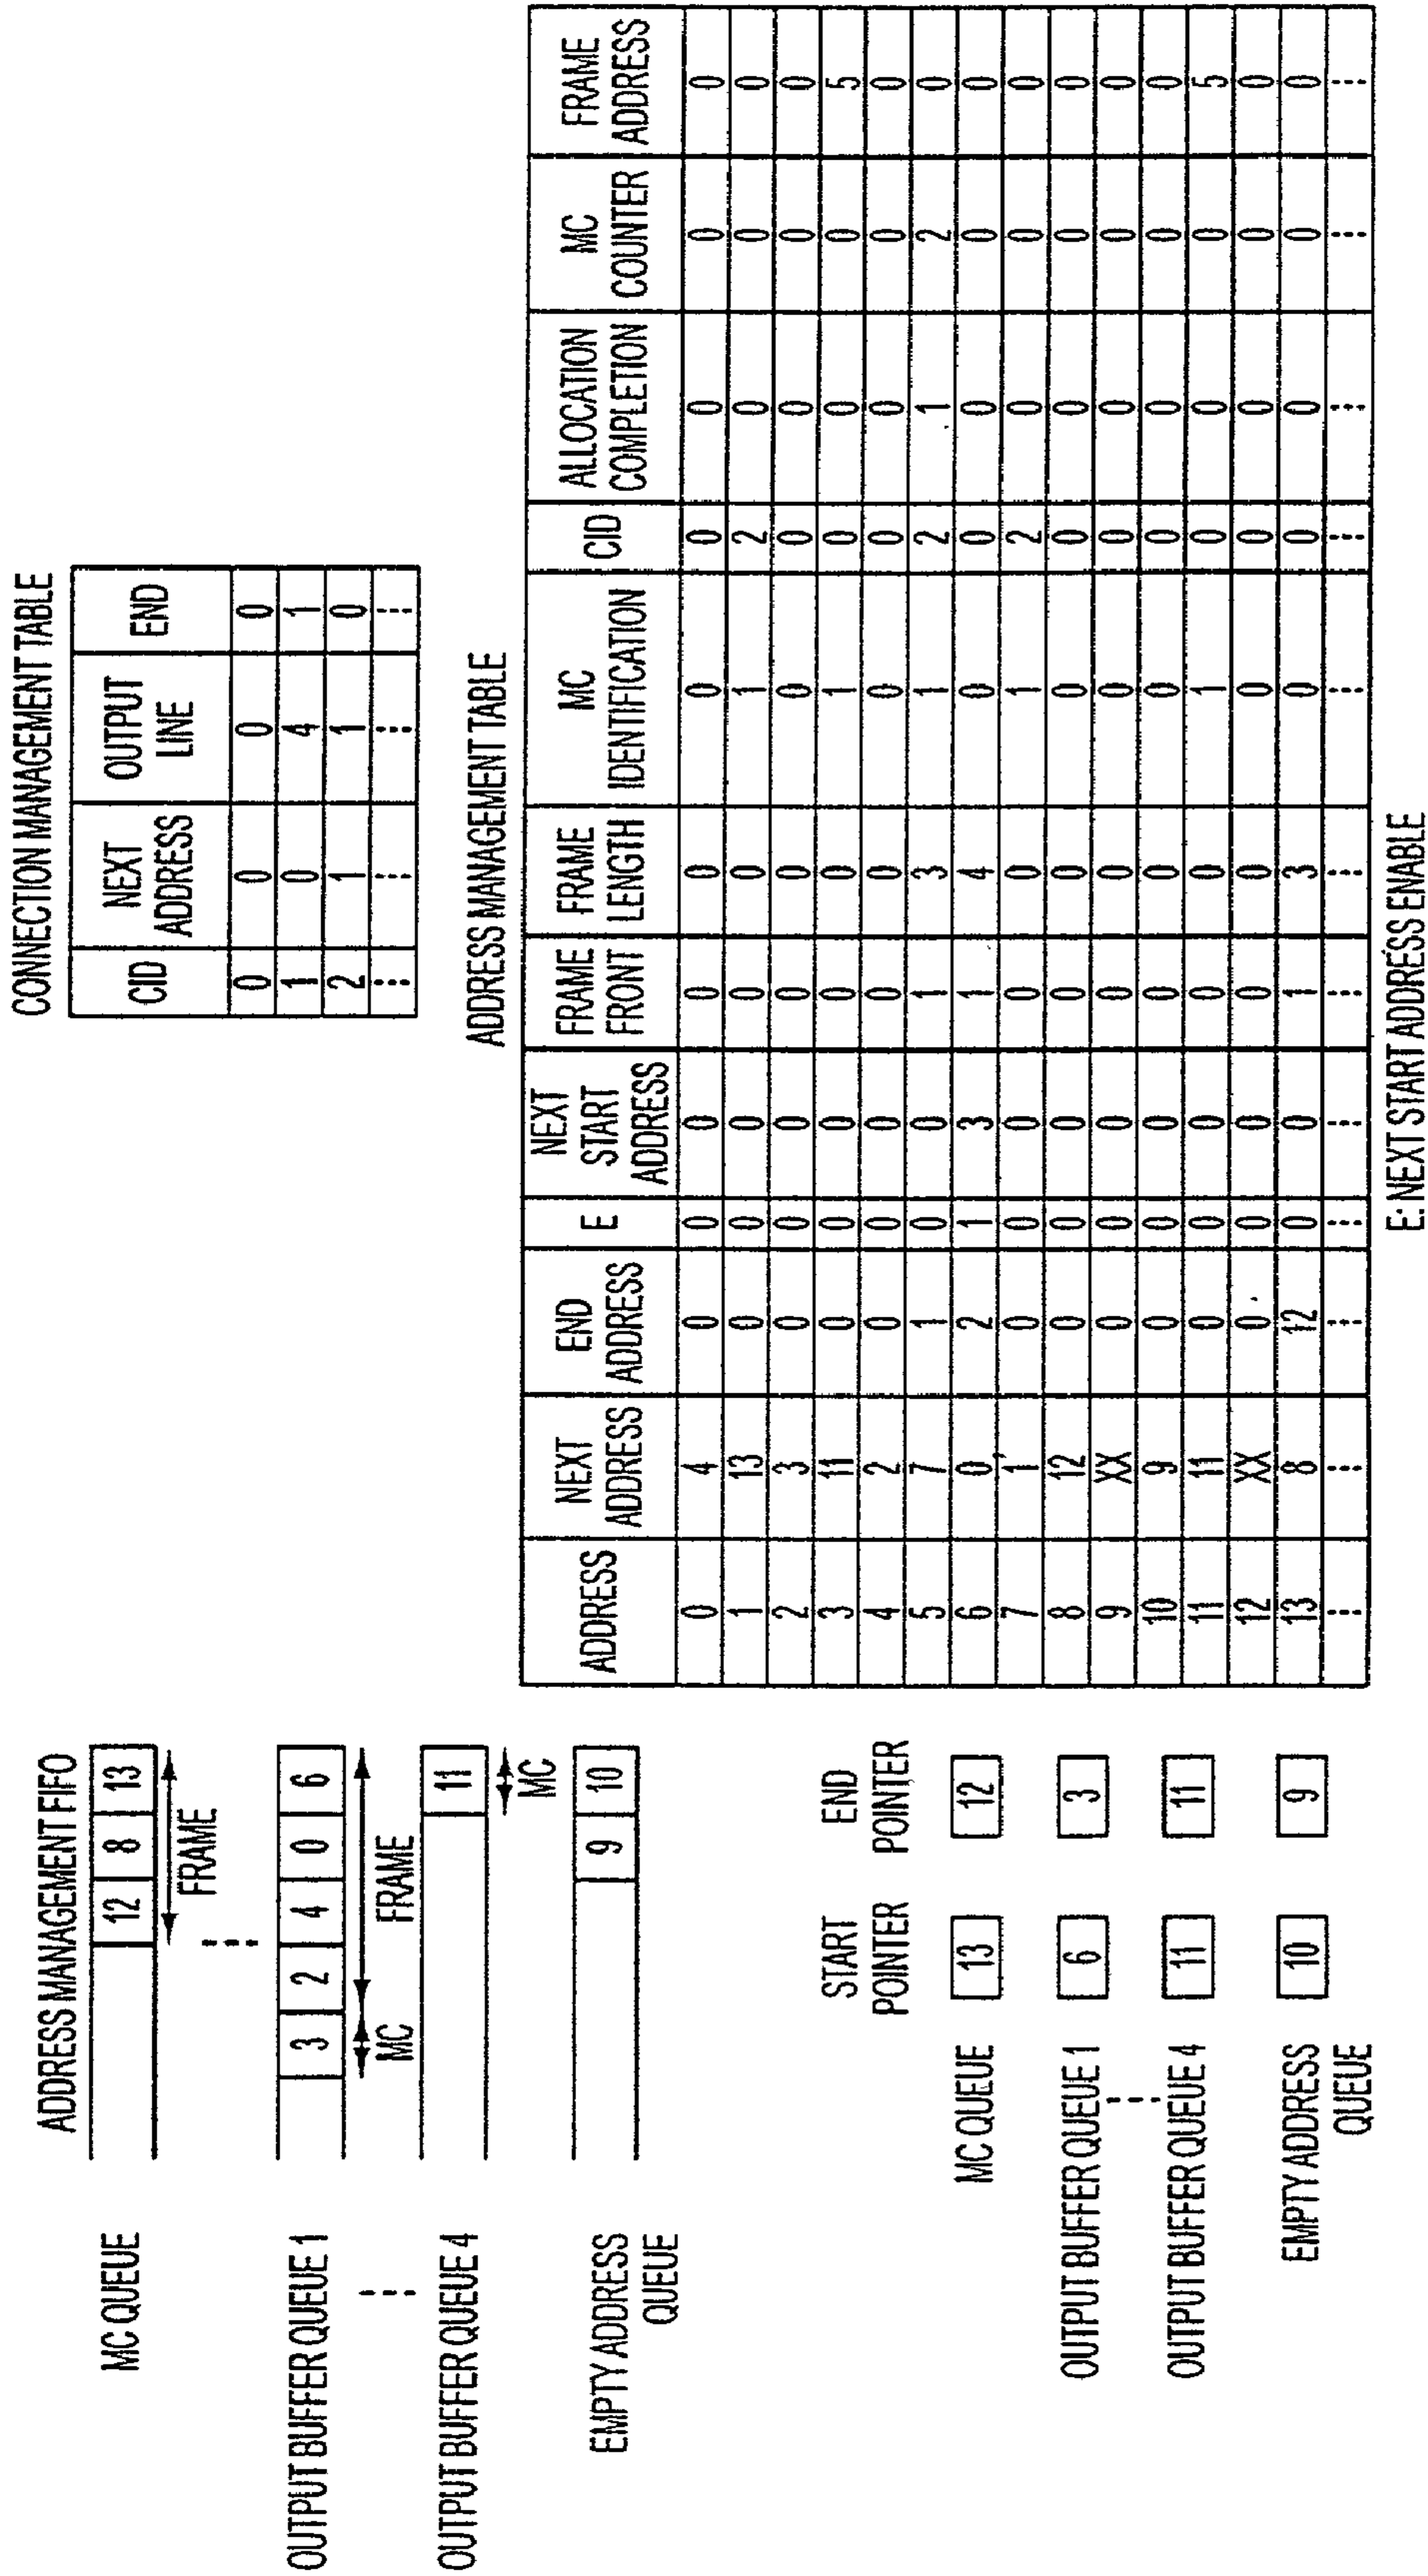 ADDRESS MANAGEMENT FIFO
MC QUEUE
12 8 13
FRAME
OUTPUT BUFFER QUEUE 1
3 2 4 0 6
MC FRAME
OUTPUT BUFFER QUEUE 4
11
MC
EMPTY ADDRESS QUEUE
9 10
START POINTER END POINTER
MC QUEUE 13 12
OUTPUT BUFFER QUEUE 1 6 3
OUTPUT BUFFER QUEUE 4 11 11
EMPTY ADDRESS QUEUE 10 9
CONNECTION MANAGEMENT TABLE
CID NEXT ADDRESS OUTPUT LINE END
0 0 0 0
1 0 4 1
2 1 1 0
ADDRESS MANAGEMENT TABLE
ADDRESS NEXT ADDRESS END ADDRESS E NEXT START ADDRESS FRAME FRONT FRAME LENGTH MC IDENTIFICATION CID ALLOCATION COMPLETION MC COUNTER FRAME ADDRESS
0 4 0 0 0 0 0 0 0 0 0 0
1 13 0 0 0 0 0 1 2 0 0 0
2 3 0 0 0 0 0 0 0 0 0 0
3 11 0 0 0 0 0 1 0 0 0 5
4 2 0 0 0 0 0 0 0 0 0 0
5 7 1 0 0 1 3 1 2 1 2 0
6 0 2 1 3 1 4 0 0 0 0 0
7 1 0 0 0 0 0 1 2 0 0 0
8 12 0 0 0 0 0 0 0 0 0 0
9 XX 0 0 0 0 0 0 0 0 0 0
10 9 0 0 0 0 0 0 0 0 0 0
11 11 0 0 0 0 0 1 0 0 0 5
12 XX 0 0 0 0 0 0 0 0 0 0
13 8 12 0 0 1 3 0 0 0 0 0
E: NEXT START ADDRESS ENABLE